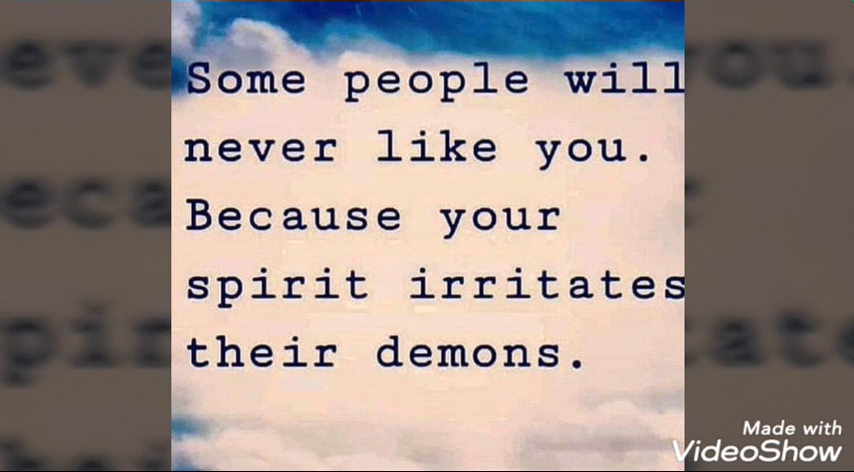 Some people will
never like you.
Because your
spirit irritates
their demons.
Made with
VideoShow